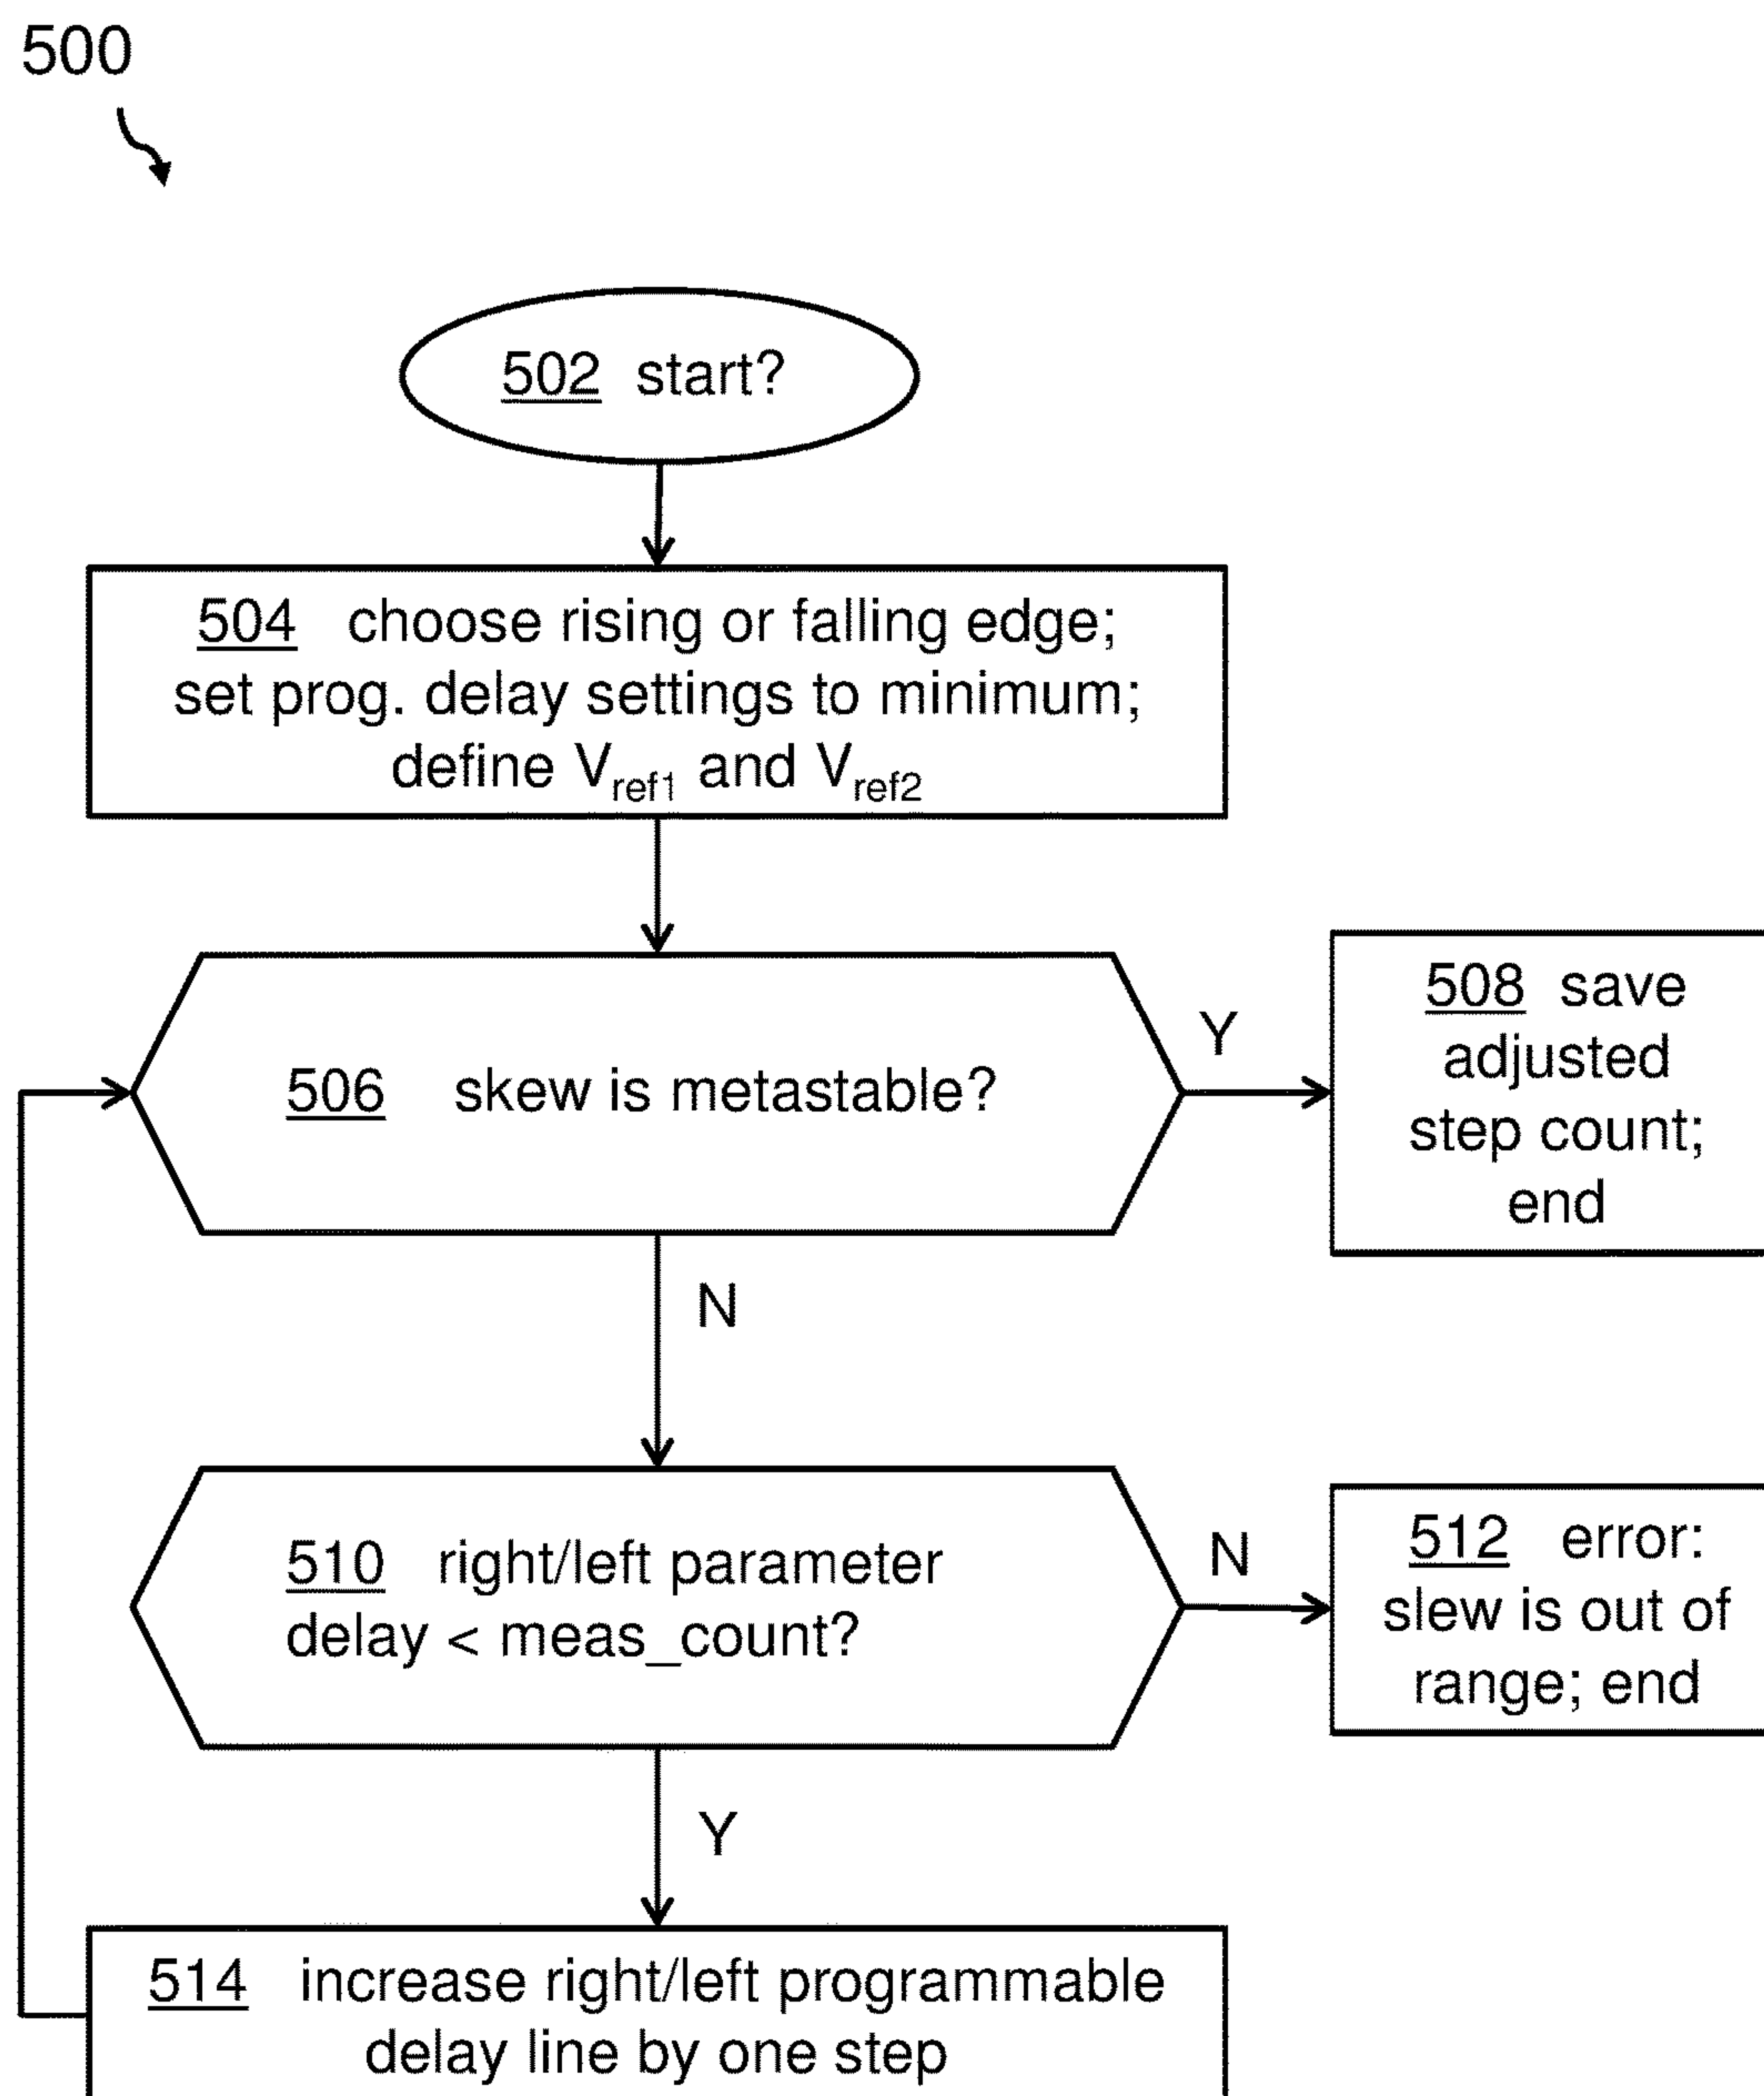 500
502 start?
504 choose rising or falling edge;
set prog. delay settings to minimum;
define Vref1 and Vref2
506 skew is metastable?
Y
508 save
adjusted
step count;
end
N
510 right/left parameter
delay < meas_count?
N
512 error:
slew is out of
range; end
Y
514 increase right/left programmable
delay line by one step